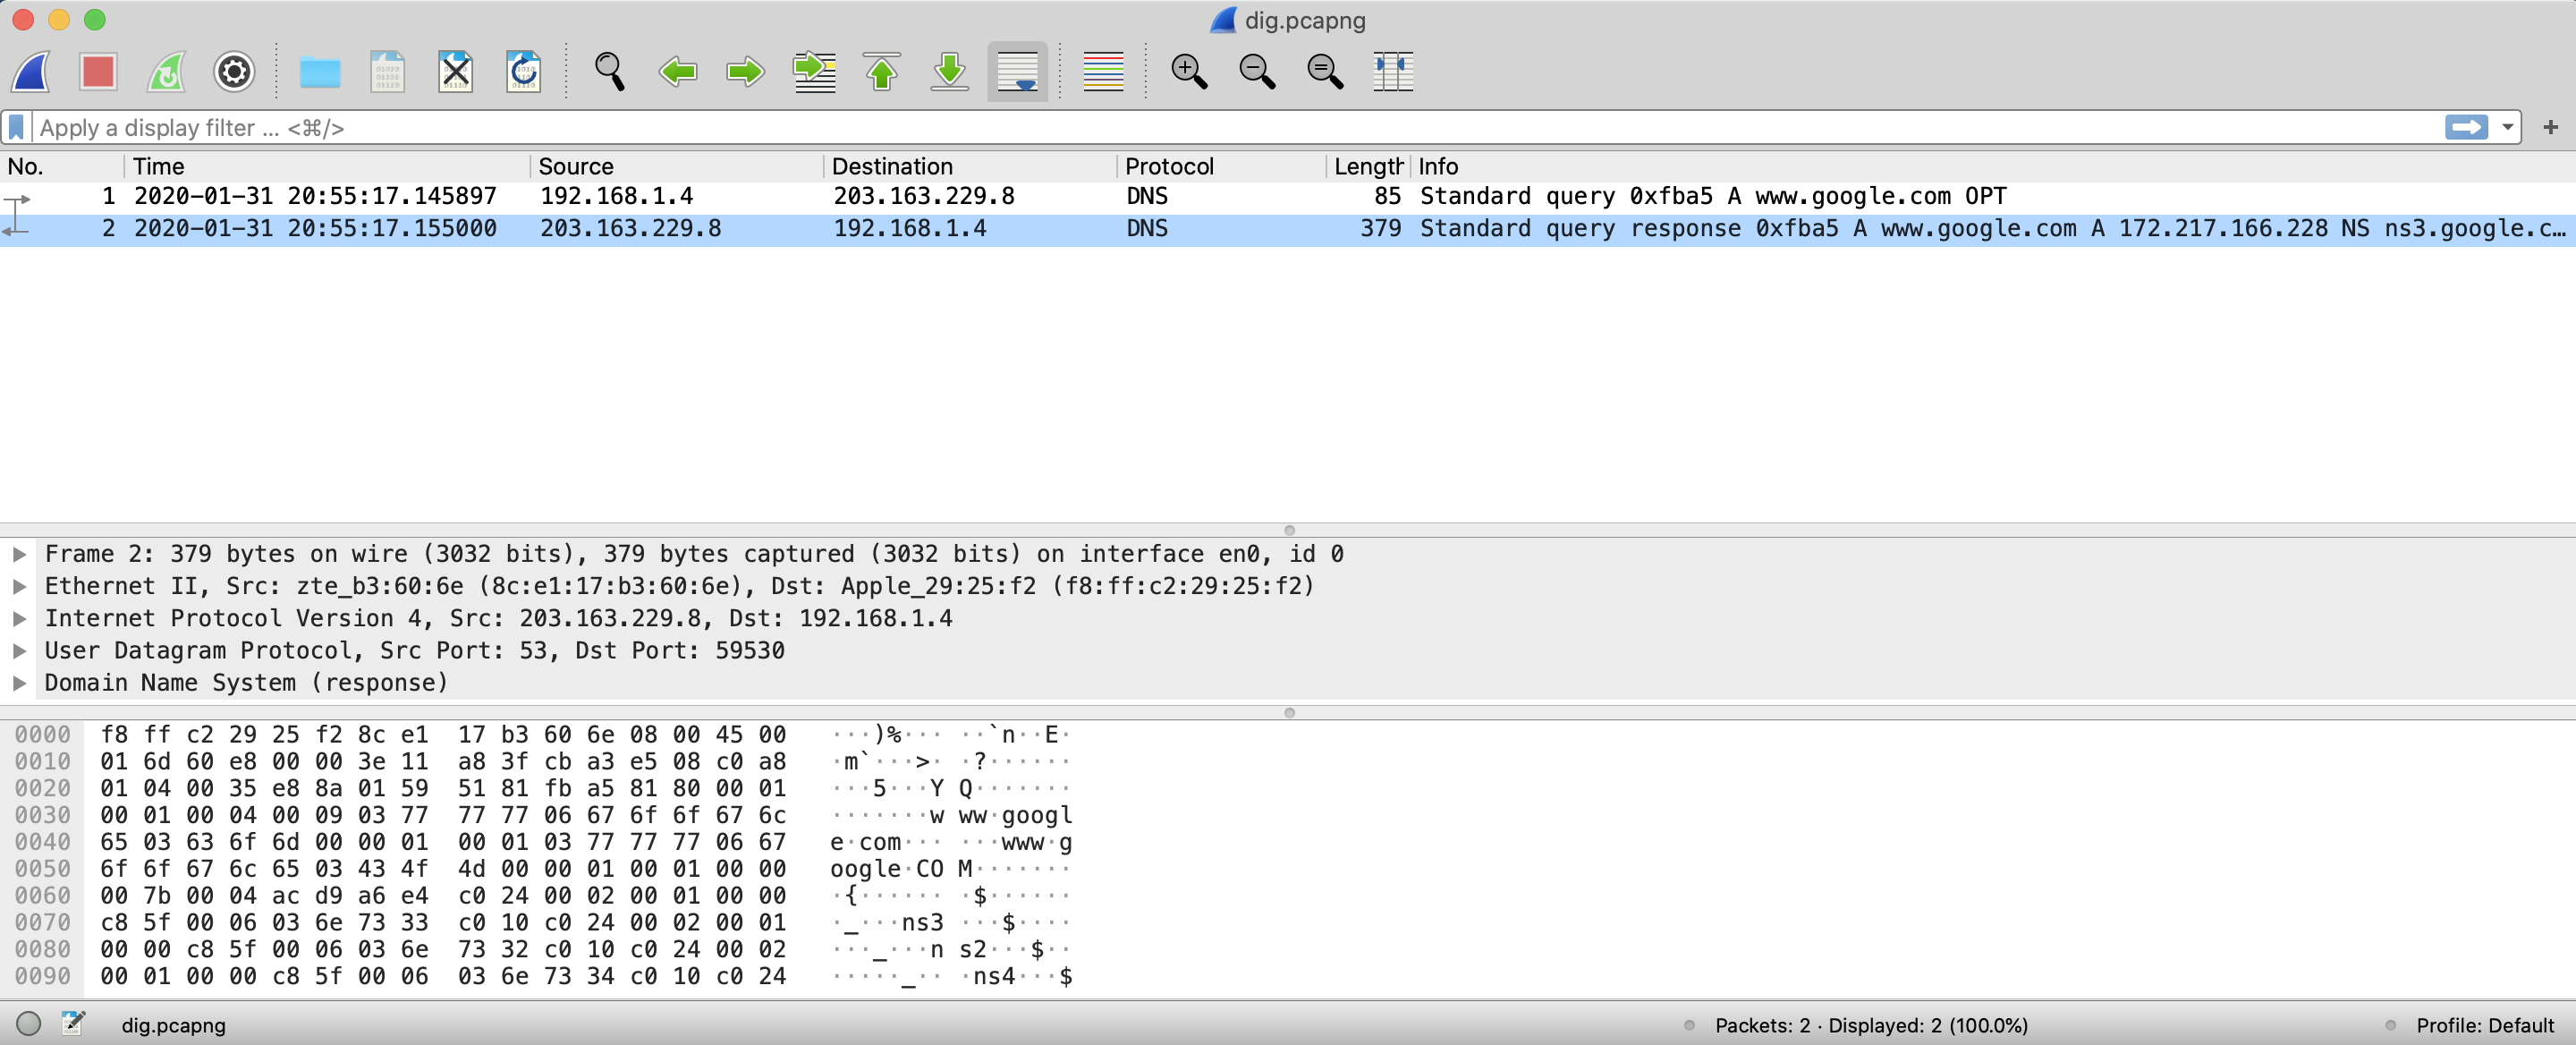 dig.pcapng
Apply a display filter ... <⌘/>
No. Time Source Destination Protocol Length Info
1 2020-01-31 20:55:17.145897 192.168.1.4 203.163.229.8 DNS 85 Standard query 0xfba5 A www.google.com OPT
2 2020-01-31 20:55:17.155000 203.163.229.8 192.168.1.4 DNS 379 Standard query response 0xfba5 A www.google.com A 172.217.166.228 NS ns3.google.c…
Frame 2: 379 bytes on wire (3032 bits), 379 bytes captured (3032 bits) on interface en0, id 0
Ethernet II, Src: zte_b3:60:6e (8c:e1:17:b3:60:6e), Dst: Apple_29:25:f2 (f8:ff:c2:29:25:f2)
Internet Protocol Version 4, Src: 203.163.229.8, Dst: 192.168.1.4
User Datagram Protocol, Src Port: 53, Dst Port: 59530
Domain Name System (response)
0000 f8 ff c2 29 25 f2 8c e1 17 b3 60 6e 08 00 45 00 ···)%··· ··`n··E·
0010 01 6d 60 e8 00 00 3e 11 a8 3f cb a3 e5 08 c0 a8 ·m`···>· ·?······
0020 01 04 00 35 e8 8a 01 59 51 81 fb a5 81 80 00 01 ···5···Y Q·······
0030 00 01 00 04 00 09 03 77 77 77 06 67 6f 6f 67 6c ·······w ww·googl
0040 65 03 63 6f 6d 00 00 01 00 01 03 77 77 77 06 67 e·com··· ···www·g
0050 6f 6f 67 6c 65 03 43 4f 4d 00 00 01 00 01 00 00 oogle·CO M·······
0060 00 7b 00 04 ac d9 a6 e4 c0 24 00 02 00 01 00 00 ·{······ ·$······
0070 c8 5f 00 06 03 6e 73 33 c0 10 c0 24 00 02 00 01 ·_···ns3 ···$····
0080 00 00 c8 5f 00 06 03 6e 73 32 c0 10 c0 24 00 02 ···_···n s2···$··
0090 00 01 00 00 c8 5f 00 06 03 6e 73 34 c0 10 c0 24 ·····_·· ·ns4···$
dig.pcapng Packets: 2 · Displayed: 2 (100.0%) Profile: Default